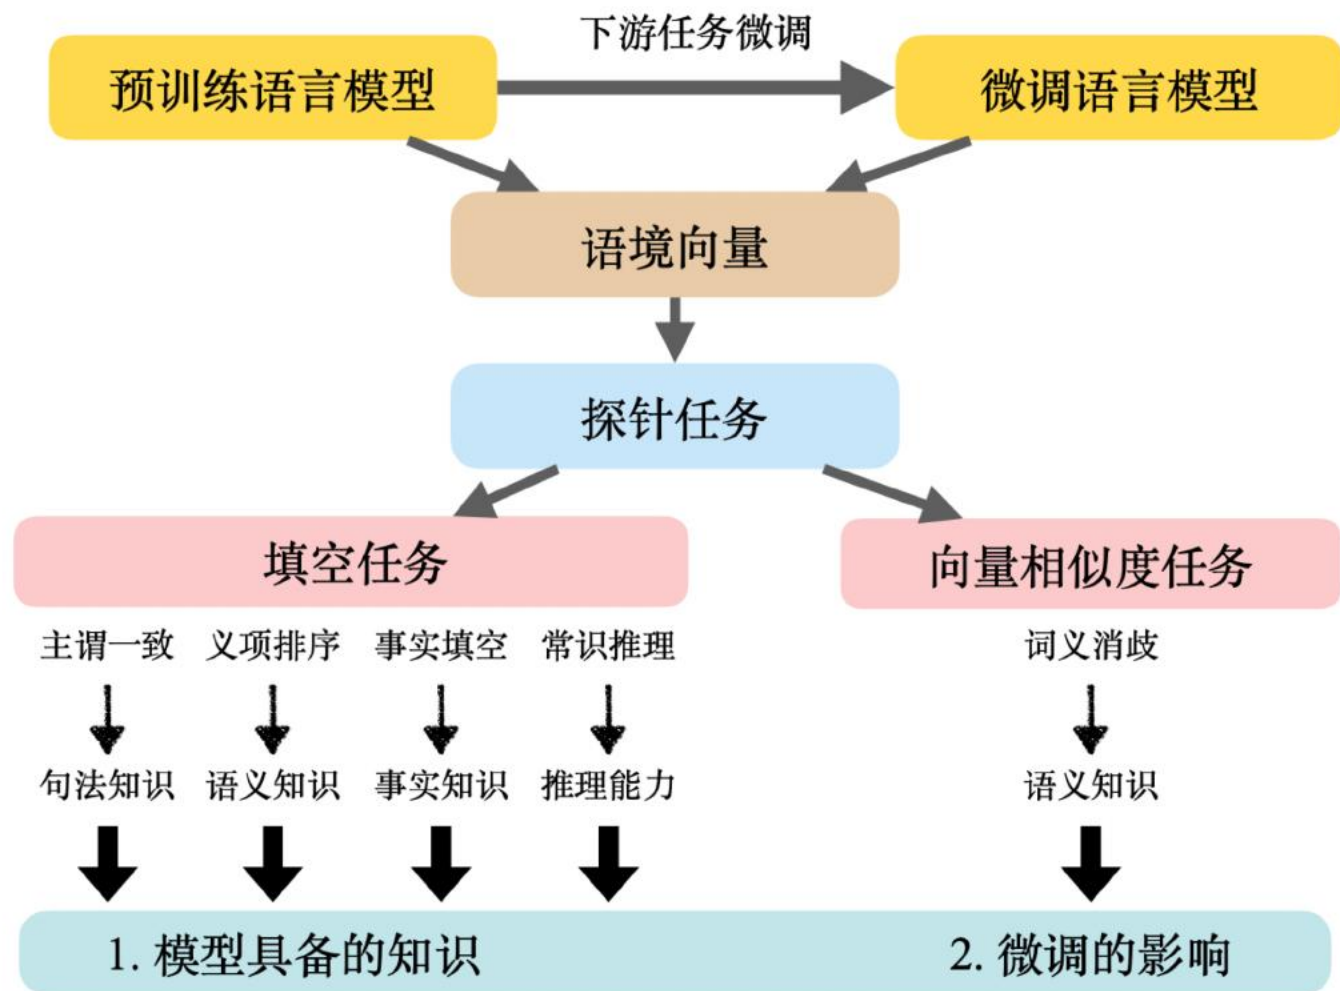 下游任务微调
预训练语言模型
微调语言模型
语境向量
探针任务
填空任务
向量相似度任务
主谓一致 义项排序 事实填空 常识推理
词义消歧
句法知识 语义知识 事实知识 推理能力
语义知识
1. 模型具备的知识
2. 微调的影响